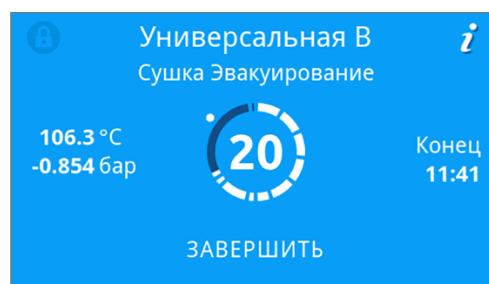 Универсальная B
i
Сушка Эвакуирование
106.3 °C
-0.854 бар
20
Конец
11:41
ЗАВЕРШИТЬ